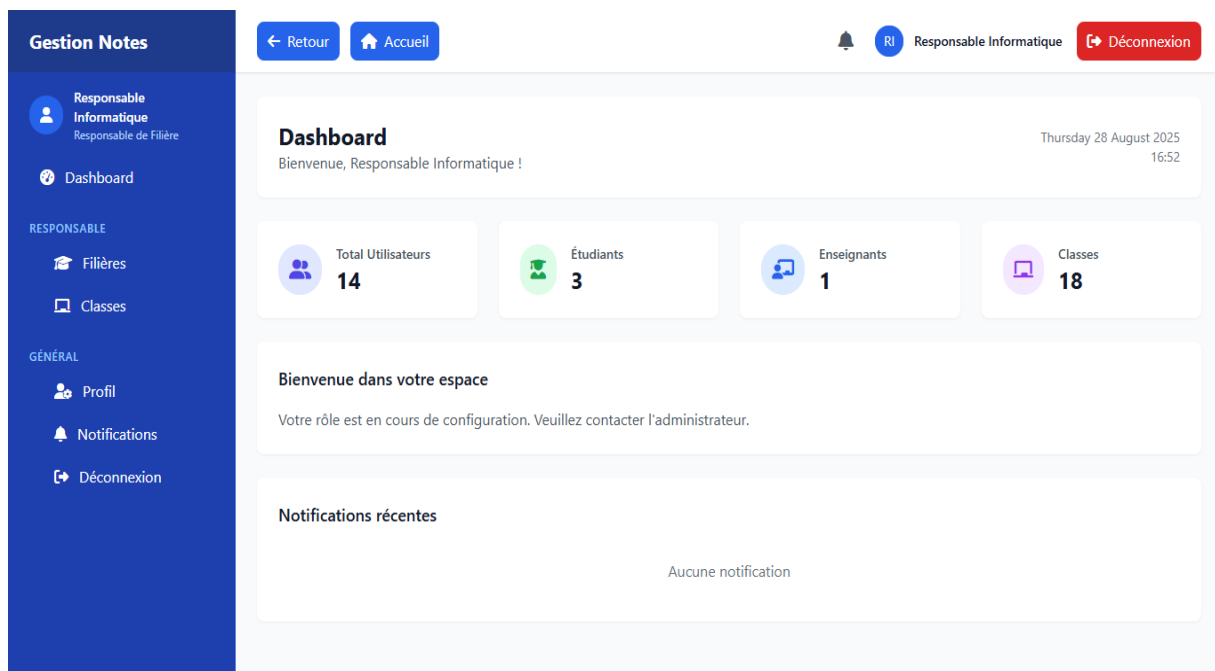 Gestion Notes
Retour
Accueil
RI
Responsable Informatique
Déconnexion
Responsable
Informatique
Responsable de Filière
Dashboard
RESPONSABLE
Filières
Classes
GÉNÉRAL
Profil
Notifications
Déconnexion
Dashboard
Bienvenue, Responsable Informatique !
Thursday 28 August 2025
16:52
Total Utilisateurs
14
Étudiants
3
Enseignants
1
Classes
18
Bienvenue dans votre espace
Votre rôle est en cours de configuration. Veuillez contacter l'administrateur.
Notifications récentes
Aucune notification